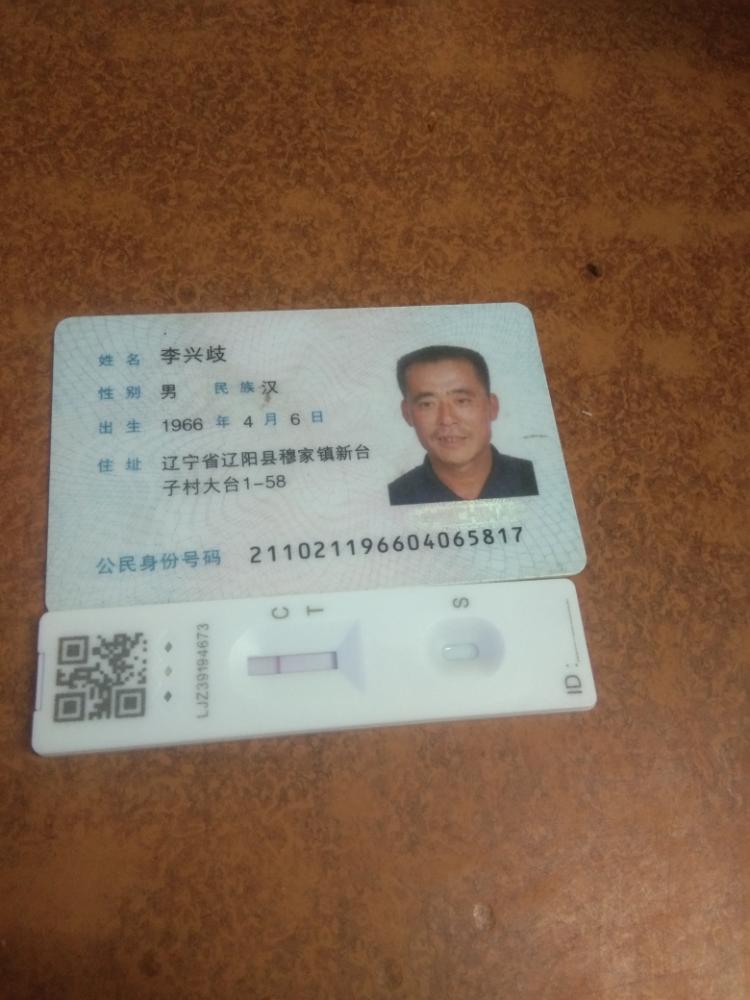 姓名 李兴歧
性别 男 民族 汉
出生 1966 年 4 月 6 日
住址 辽宁省辽阳县穆家镇新台
子村大台1-58
公民身份号码 211021196604065817
LJZ39194673
C
T
S
ID: